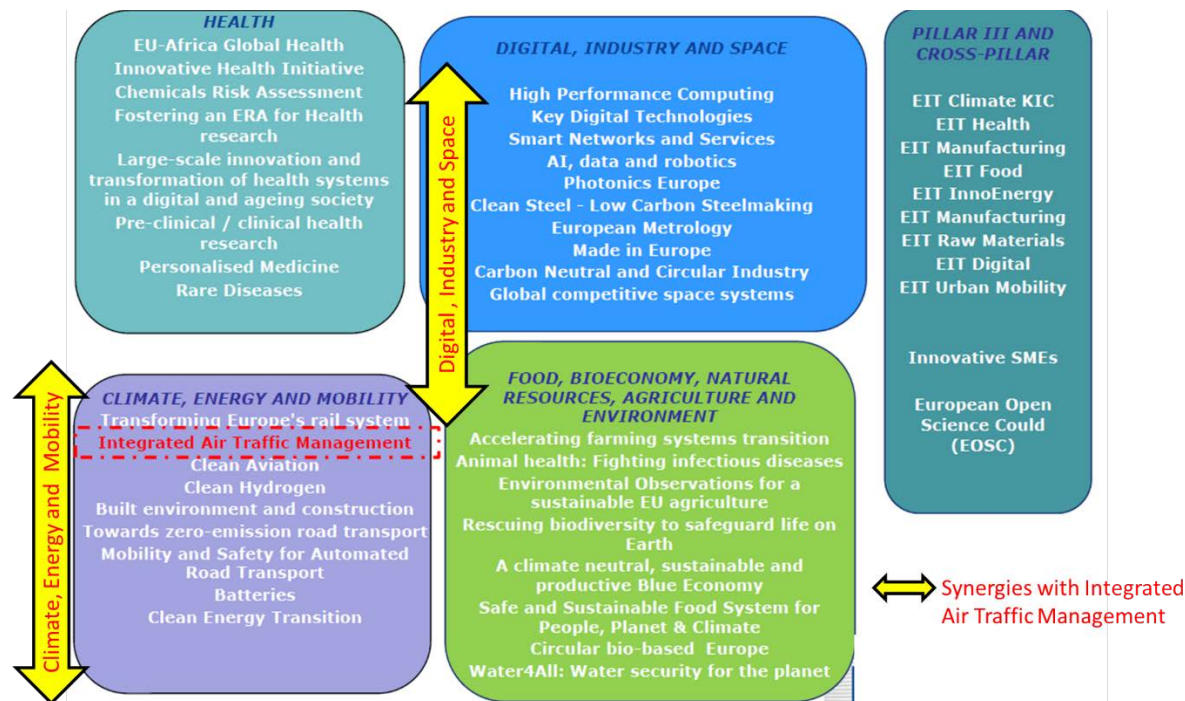 HEALTH
EU-Africa Global Health
Innovative Health Initiative
Chemicals Risk Assessment
Fostering an ERA for Health
research
Large-scale innovation and
transformation of health systems
in a digital and ageing society
Pre-clinical / clinical health
research
Personalised Medicine
Rare Diseases
Digital , Industry and Space
DIGITAL, INDUSTRY AND SPACE
High Performance Computing
Key Digital Technologies
Smart Networks and Services
AI, data and robotics
Photonics Europe
Clean Steel - Low Carbon Steelmaking
European Metrology
Made in Europe
Carbon Neutral and Circular Industry
Global competitive space systems
PILLAR III AND
CROSS-PILLAR
EIT Climate KIC
EIT Health
EIT Manufacturing
EIT Food
EIT InnoEnergy
EIT Manufacturing
EIT Raw Materials
EIT Digital
EIT Urban Mobility
Innovative SMEs
European Open
Science Could
(EOSC)
Climate, Energy and Mobility
CLIMATE, ENERGY AND MOBILITY
Transforming Europe's rail system
Integrated Air Traffic Management
Clean Aviation
Clean Hydrogen
Built environment and construction
Towards zero-emission road transport
Mobility and Safety for Automated
Road Transport
Batteries
Clean Energy Transition
FOOD, BIOECONOMY, NATURAL
RESOURCES, AGRICULTURE AND
ENVIRONMENT
Accelerating farming systems transition
Animal health: Fighting infectious diseases
Environmental Observations for a
sustainable EU agriculture
Rescuing biodiversity to safeguard life on
Earth
A climate neutral, sustainable and
productive Blue Economy
Safe and Sustainable Food System for
People, Planet & Climate
Circular bio-based Europe
Water4All: Water security for the planet
Synergies with Integrated
Air Traffic Management